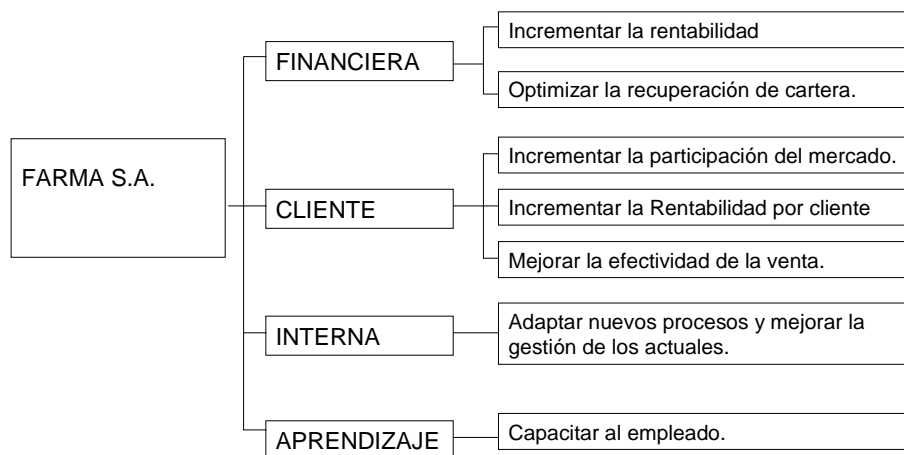 FARMA S.A.
FINANCIERA
Incrementar la rentabilidad
Optimizar la recuperación de cartera.
CLIENTE
Incrementar la participación del mercado.
Incrementar la Rentabilidad por cliente
Mejorar la efectividad de la venta.
INTERNA
Adaptar nuevos procesos y mejorar la
gestión de los actuales.
APRENDIZAJE
Capacitar al empleado.